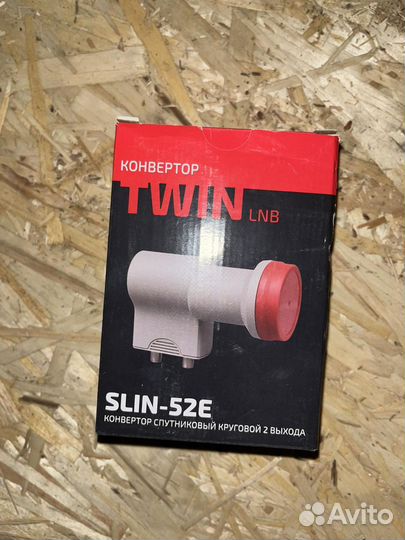 КОНВЕРТОР
TWIN LNB
SLIN-52E
КОНВЕРТОР СПУТНИКОВЫЙ КРУГОВОЙ 2 ВЫХОДА
Avito